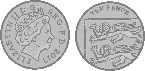 ELIZABETH II D G REG F D 2011
TEN PENCE